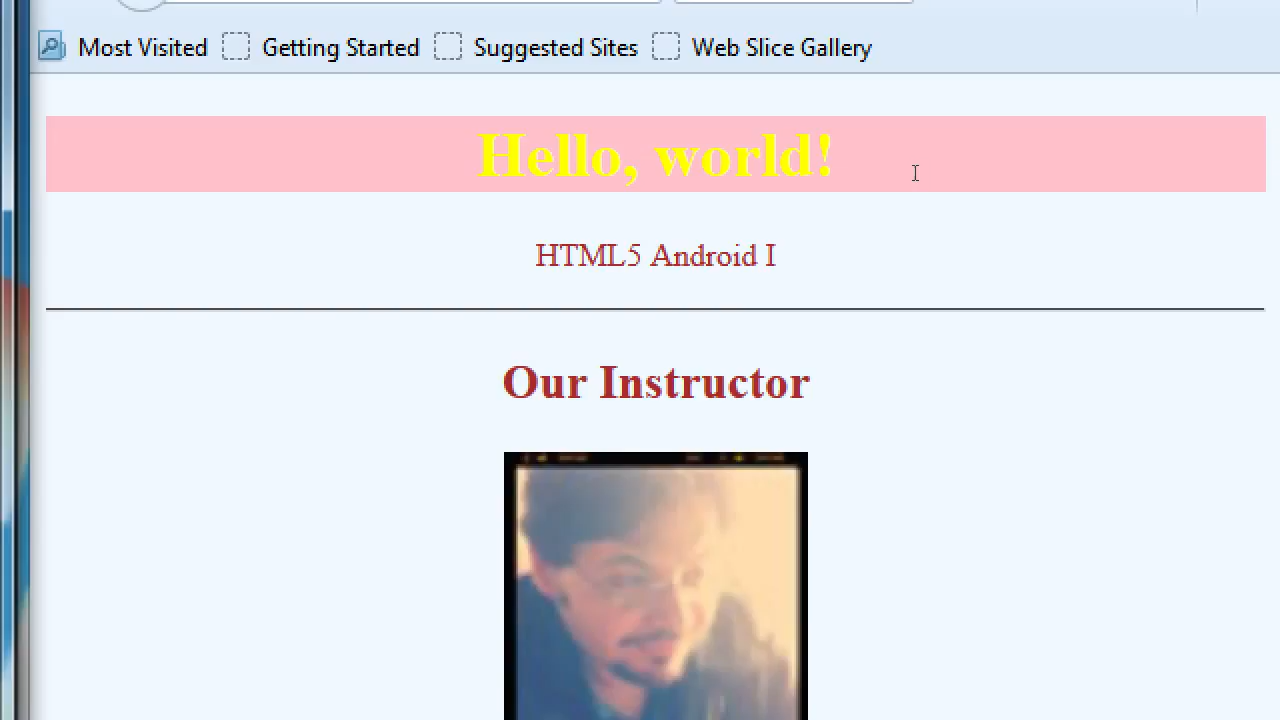 Most Visited Getting Started Suggested Sites Web Slice Gallery
Hello, world!
HTML5 Android I
Our Instructor